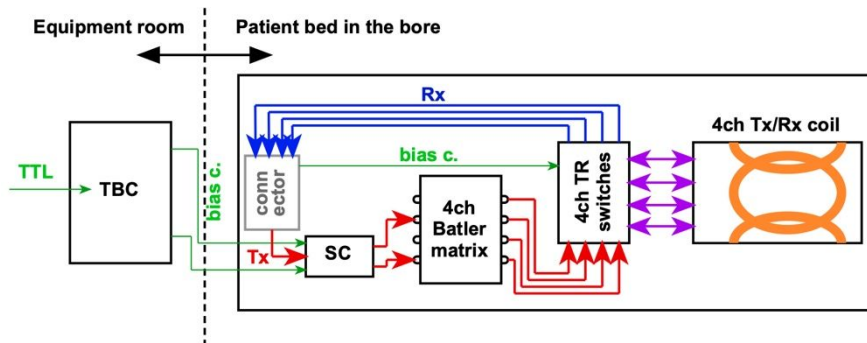 Equipment room
Patient bed in the bore
Rx
4ch Tx/Rx coil
TTL
TBC
bias c.
bias c.
conn
ector
4ch TR
switches
4ch
Batler
matrix
Tx
SC